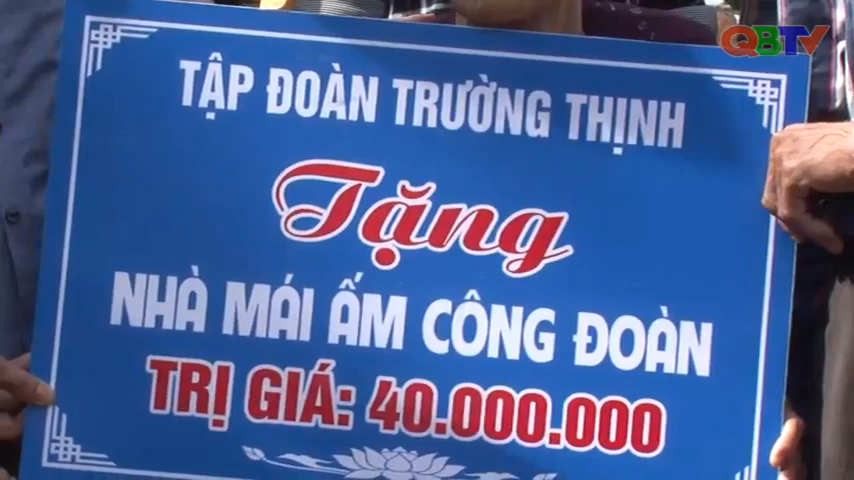 QBTV
TẬP ĐOÀN TRƯỜNG THỊNH
Tặng
NHÀ MÁI ẤM CÔNG ĐOÀN
TRỊ GIÁ: 40.000.000